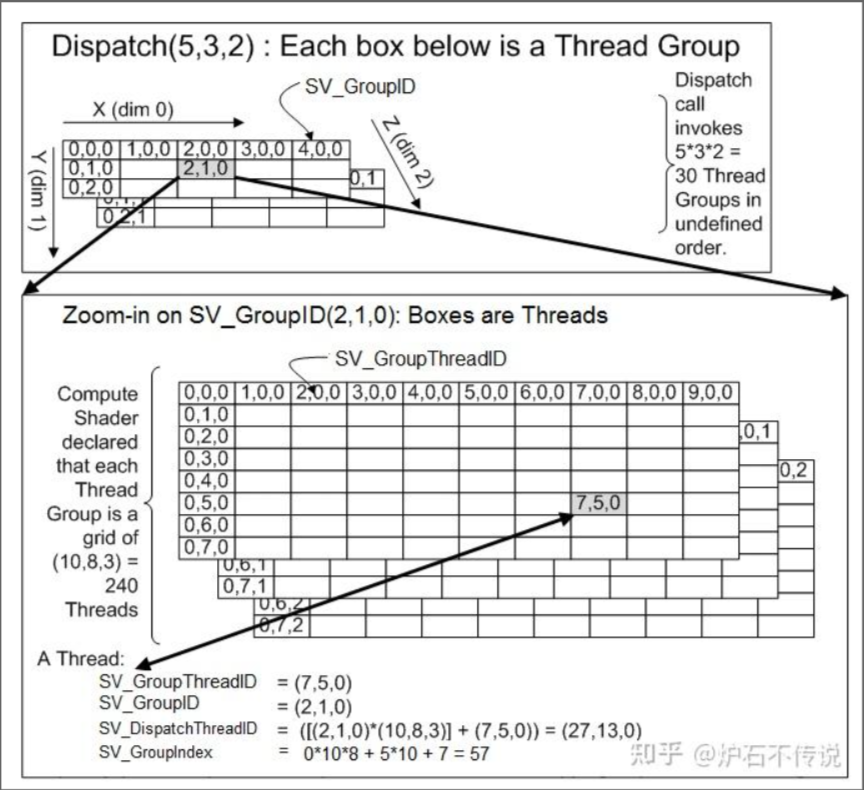 Dispatch(5,3,2) : Each box below is a Thread Group
SV_GroupID
X (dim 0)
Y (dim 1)
Z (dim 2)
0,0,0 1,0,0 2,0,0 3,0,0 4,0,0
0,1,0 2,1,0
0,2,0
0,1
0,1,1
0,2,1
Dispatch
call
invokes
5*3*2 =
30 Thread
Groups in
undefined
order.
Zoom-in on SV_GroupID(2,1,0): Boxes are Threads
SV_GroupThreadID
Compute
Shader
declared
that each
Thread
Group is a
grid of
(10,8,3) =
240
Threads
0,0,0 1,0,0 2,0,0 3,0,0 4,0,0 5,0,0 6,0,0 7,0,0 8,0,0 9,0,0
0,1,0
0,2,0
0,3,0
0,4,0
0,5,0 7,5,0
0,6,0
0,7,0
,0,1
0,6,1
0,7,1
0,2
0,6,2
0,7,2
A Thread:
SV_GroupThreadID = (7,5,0)
SV_GroupID = (2,1,0)
SV_DispatchThreadID = ([(2,1,0)*(10,8,3)] + (7,5,0)) = (27,13,0)
SV_GroupIndex = 0*10*8 + 5*10 + 7 = 57
知乎 @炉石不传说